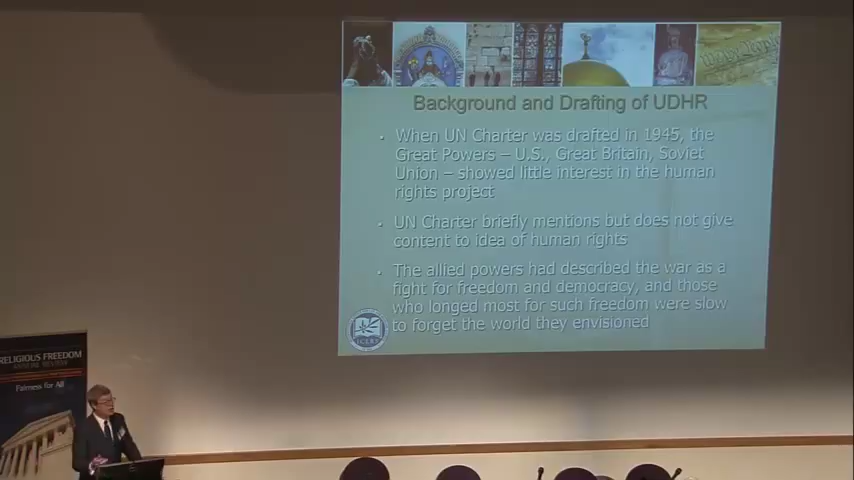 Background and Drafting of UDHR
• When UN Charter was drafted in 1945, the
Great Powers – U.S., Great Britain, Soviet
Union – showed little interest in the human
rights project
• UN Charter briefly mentions but does not give
content to idea of human rights
• The allied powers had described the war as a
fight for freedom and democracy, and those
who longed most for such freedom were slow
to forget the world they envisioned
ICLRS
RELIGIOUS FREEDOM
ANNUAL REVIEW
Fairness for All